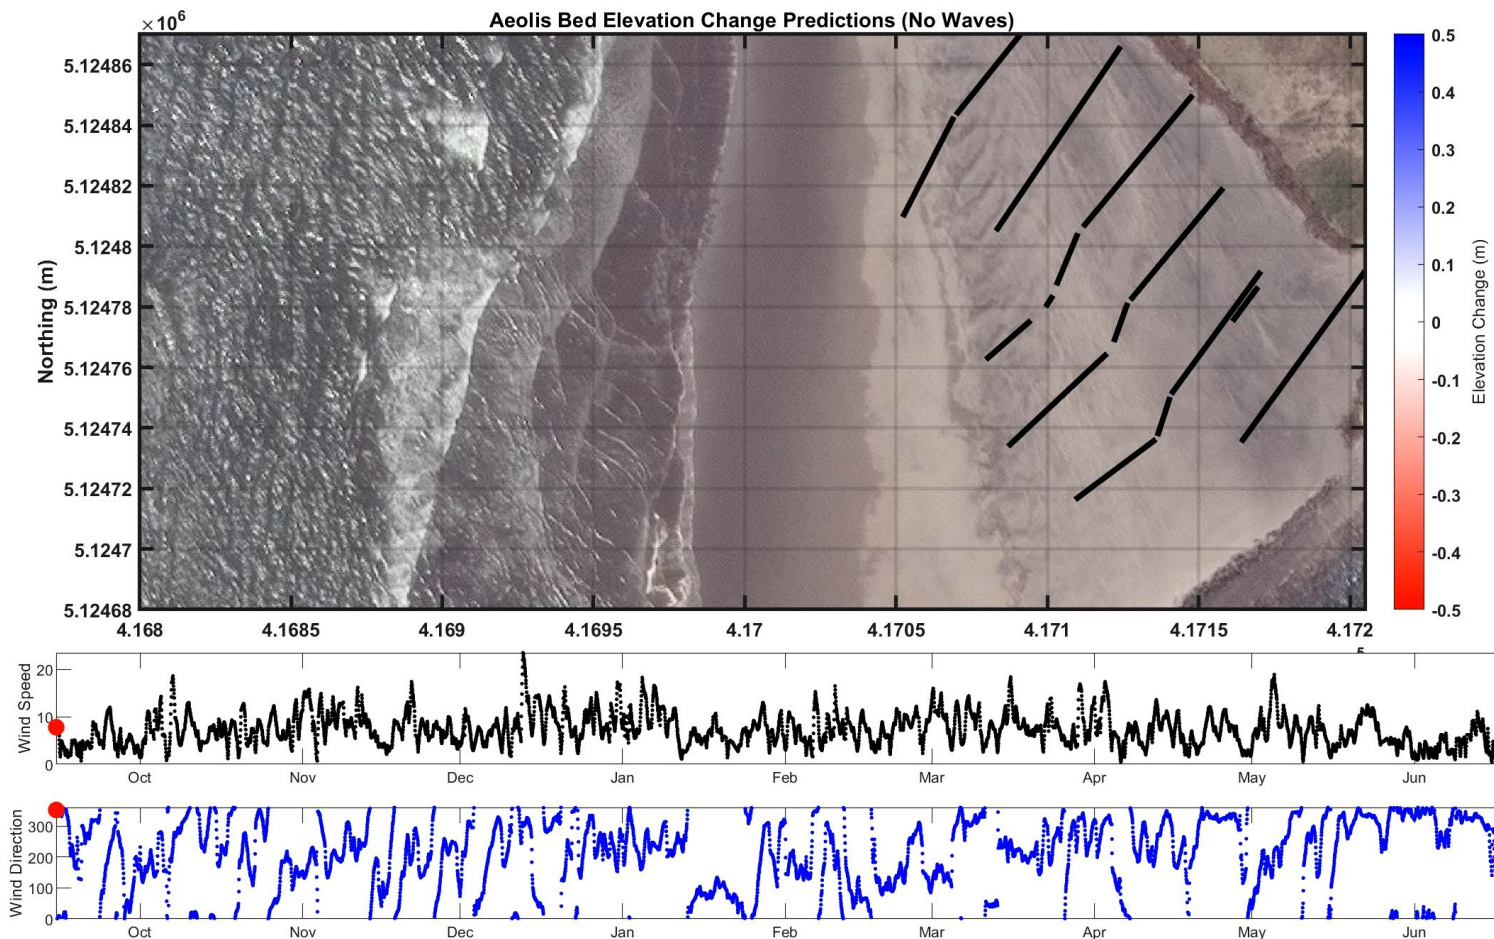 Aeolis Bed Elevation Change Predictions (No Waves)
×10⁶
5.12486
5.12484
5.12482
5.1248
5.12478
5.12476
5.12474
5.12472
5.1247
5.12468
Northing (m)
4.168
4.1685
4.169
4.1695
4.17
4.1705
4.171
4.1715
4.172
5
0.5
0.4
0.3
0.2
0.1
0
-0.1
-0.2
-0.3
-0.4
-0.5
Elevation Change (m)
Wind Speed
20
10
0
Oct
Nov
Dec
Jan
Feb
Mar
Apr
May
Jun
Wind Direction
300
200
100
0
Oct
Nov
Dec
Jan
Feb
Mar
Apr
May
Jun